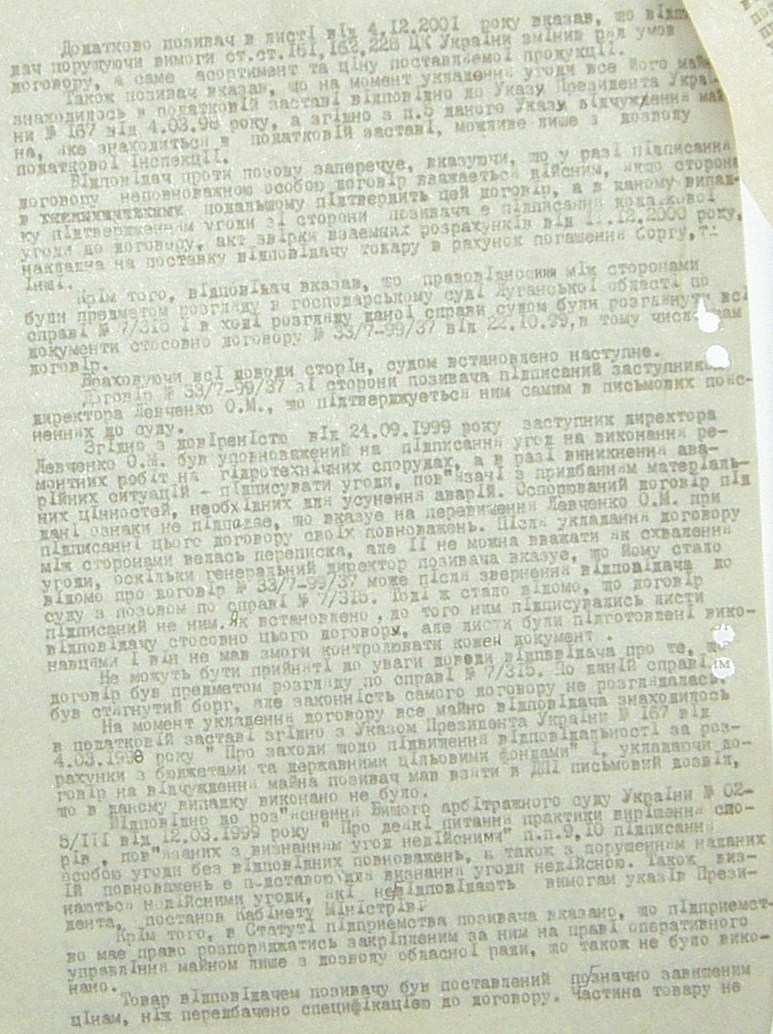 Додатково позивач в листі від 4.12.2001 року вказав, що відпо-
дач порушуючи вимоги ст.ст.161,162,228 ЦК України змінив ряд умов
договору, а саме асортимент та ціну поставляемої продукції.
Також позивач вказав, що на момент укладення угоди все його май
знаходилось в податковій заставі відповідно до Указу Президента Украї-
ни № 167 від 4.03.98 року, а згідно з п.5 даного Указу відчуження май
на, яке знаходиться в податковій заставі, можливе лише з дозволу
податкової інспекції.
Відповідач проти позову заперечує, вказуючи, що у разі підписання
договору неповноважною особою договір вважається дійсним, якщо сторона
в подальшому підтвердить цей договір, а в даному випад-
ку підтвердженням угоди зі сторони позивача є підписання додаткової
угоди до договору, акт звірки взаємних розрахунків від 1.12.2000 року,
накладна на поставку відповідачу товару в рахунок погашення боргу, та
інші.
Крім того, відповідач вказав, що правовідносини між сторонами
були предметом розгляду в господарському суді Луганської області по
справі № 7/315 і в ході розгляду даної справи судом були розглянуті всі
документи стосовно договору № 33/7-99/37 від 22.10.99, в тому числі сам
договір.
Враховуючи всі доводи сторін, судом встановлено наступне.
Договір № 33/7-99/37 зі сторони позивача підписаний заступником
директора Левченко О.М., що підтверджується ним самим в письмових пояс-
неннях до суду.
Згідно з довіреністю від 24.09.1999 року заступник директора
Левченко О.М. був уповноважений на підписання угод на виконання ре-
монтних робіт на гідротехнічних спорудах, а в разі виникнення ава-
рійних ситуацій - підписувати угоди, пов"язачі з придбанням матеріаль-
них цінностей, необхідних для усунення аварій. Оспорюваний договір під
дані ознаки не підпадає, що вказує на перевищення Левченко О.М. при
підписанні цього договору своїх повноважень. Після укладання договору
між сторонами велась переписка, але її не можна вважати як схвалення
угоди, оскільки генеральний директор позивача вказує, що йому стало
відомо про договір № 33/7-99/37 може після звернення відповідача до
суду з позовом по справі № 7/315. Тоді ж стало відомо, що договір
підписаний не ним. Як встановлено, до того ним підписувались листи
відповідачу стосовно цього договору, але листи були підготовлені вико-
навцями і він не мав змоги контролювати кожен документ.
Не можуть бути прийняті до уваги доводи відповідача про те, що
договір був предметом розгляду по справі № 7/315. По даній справі
був стягнутий борг, але законність самого договору не розглядалась.
На момент укладення договору все майно відповідача знаходилось
в податковій заставі згідно з Указом Президента України № 167 від
4.03.1998 року " Про заходи щодо підвищення відповідальності за роз-
рахунки з бюджетами та державними цільовими фондами" і, укладаючи до-
говір на відчуження майна позивач мав взяти в ДПІ письмовий дозвіл,
що в даному випадку виконано не було.
Відповідно до роз"яснення Вищого арбітражного суду України № 02-
5/111 від 12.03.1999 року " Про деякі питання практики вирішення спо-
рів , пов"язаних з визнанням угод недійсними" п.п.9,10 підписання
особою угоди без відповідних повноважень, а також з порушенням наданих
їй повноважень є підставою для визнання угоди недійсною. Також виз-
наються недійсними угоди, які не відповідають вимогам указів Прези-
дента, постанов Кабінету Міністрів.
Крім того, в Статуті підприємства позивача вказано, що підприємст-
во має право розпоряджатись закріпленим за ним на праві оперативного
управління майном лише з дозволу обласної ради, що також не було вико-
нано.
Товар відповідачем позивачу був поставлений по значно завишеним
цінам, ніж передбачено специфікацією до договору. Частина товару не